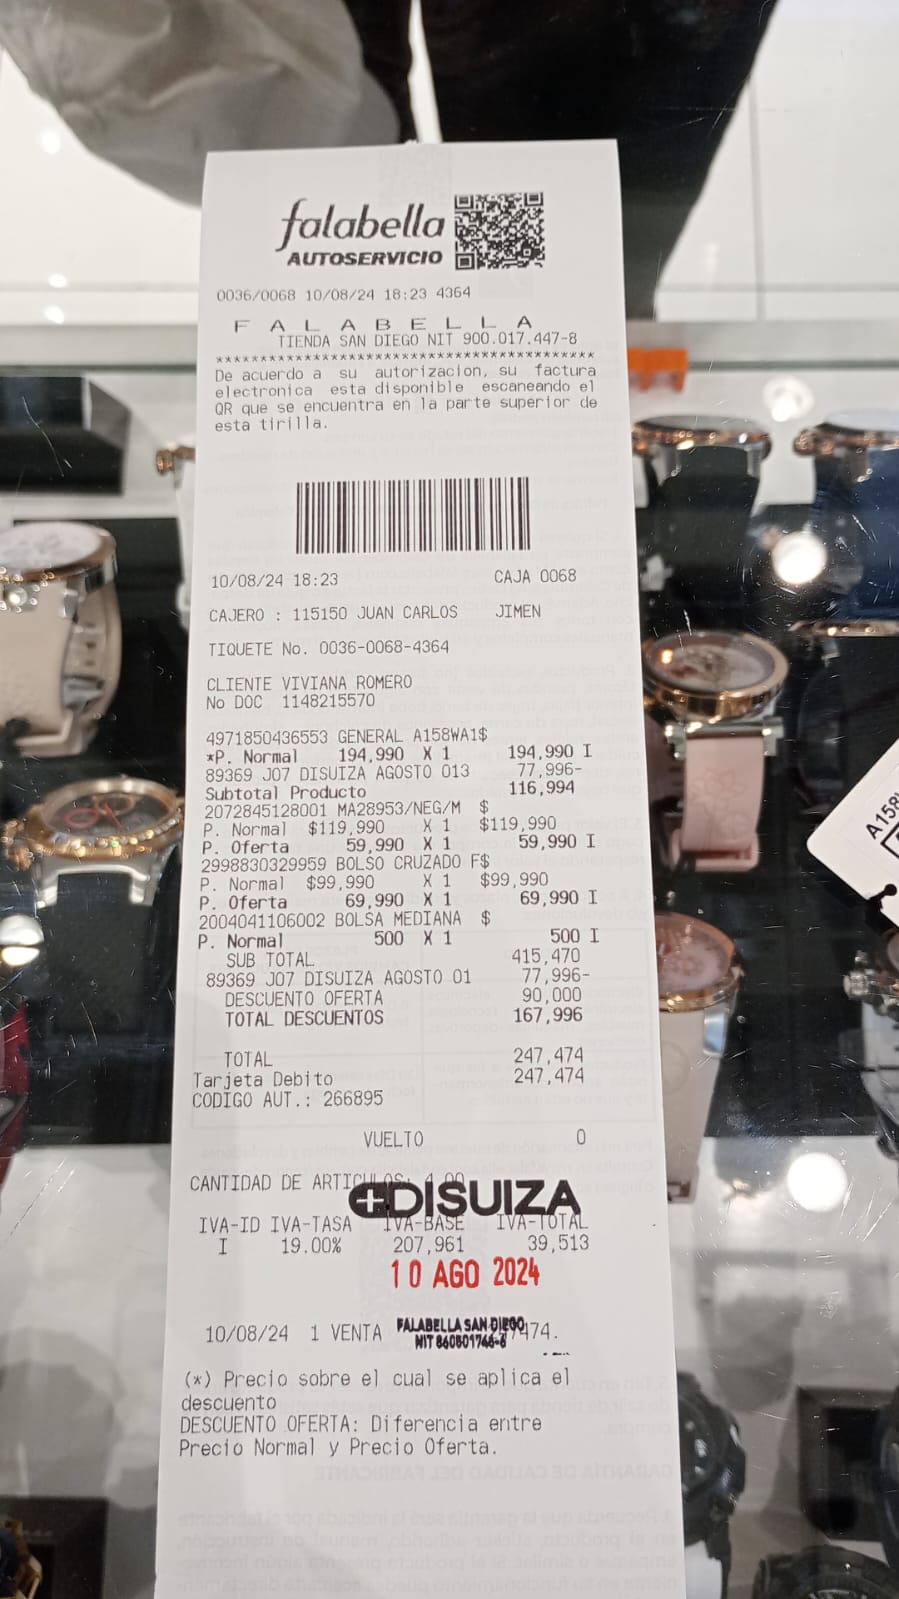 falabella
AUTOSERVICIO
0036/0068 10/08/24 18:23 4364
F A L A B E L L A
TIENDA SAN DIEGO NIT 900.017.447-8
******************************************
De acuerdo a su autorizacion, su factura
electronica esta disponible escaneando el
QR que se encuentra en la parte superior de
esta tirilla.
10/08/24 18:23 CAJA 0068
CAJERO : 115150 JUAN CARLOS JIMEN
TIQUETE No. 0036-0068-4364
CLIENTE VIVIANA ROMERO
No DOC 1148215570
4971850436553 GENERAL A158WA1$
*P. Normal 194,990 X 1 194,990 I
89369 J07 DISUIZA AGOSTO 013 77,996-
Subtotal Producto 116,994
2072845128001 MA28953/NEG/M $
P. Normal $119,990 X 1 $119,990
P. Oferta 59,990 X 1 59,990 I
2998830329959 BOLSO CRUZADO F$
P. Normal $99,990 X 1 $99,990
P. Oferta 69,990 X 1 69,990 I
2004041106002 BOLSA MEDIANA $
P. Normal 500 X 1 500 I
SUB TOTAL 415,470
89369 J07 DISUIZA AGOSTO 01 77,996-
DESCUENTO OFERTA 90,000
TOTAL DESCUENTOS 167,996
TOTAL 247,474
Tarjeta Debito 247,474
CODIGO AUT.: 266895
VUELTO 0
CANTIDAD DE ARTICULOS: 4.00
DISUIZA
IVA-ID IVA-TASA IVA-BASE IVA-TOTAL
I 19.00% 207,961 39,513
10 AGO 2024
FALABELLA SAN DIEGO
10/08/24 1 VENTA 474.
NIT 860801746-6
(*) Precio sobre el cual se aplica el
descuento
DESCUENTO OFERTA: Diferencia entre
Precio Normal y Precio Oferta.
A158